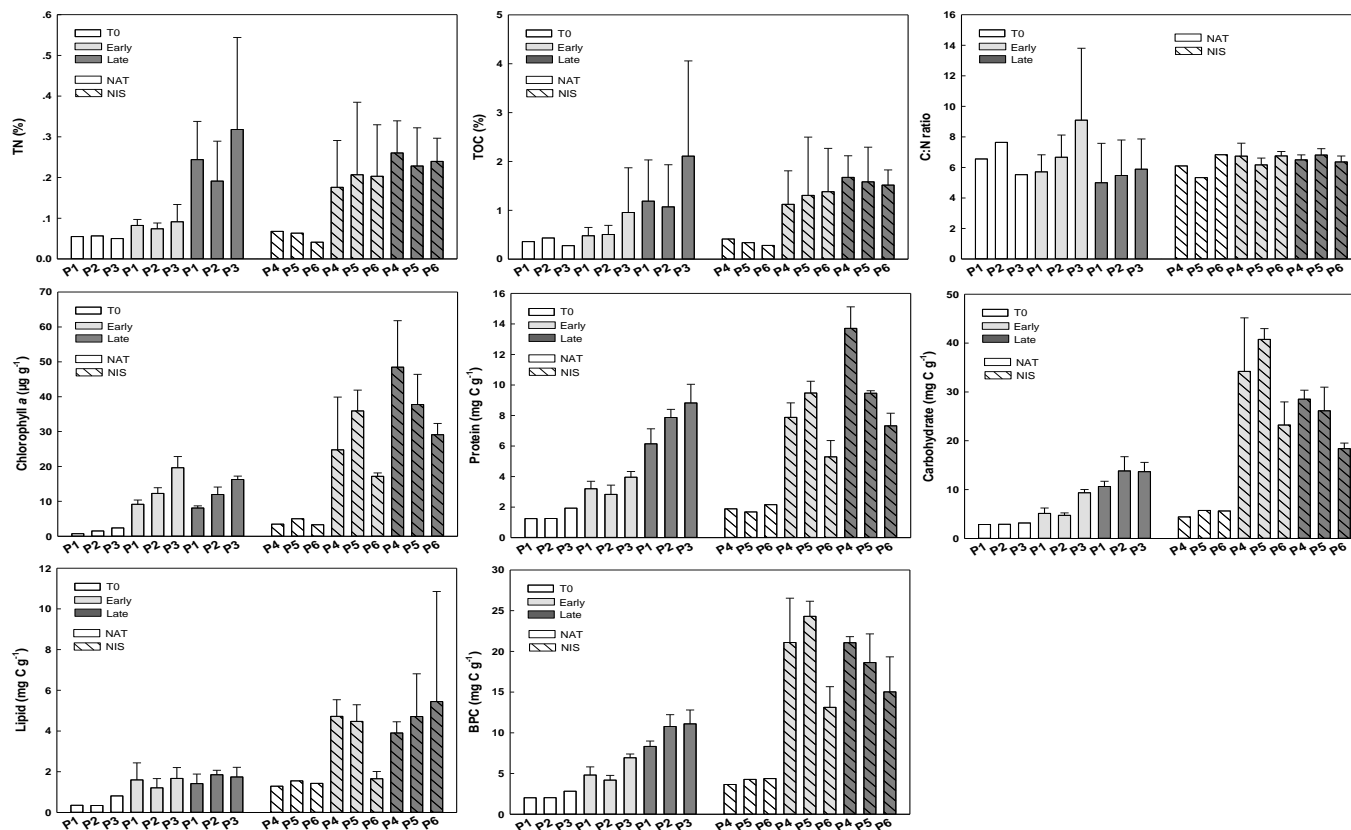 .6
.5
.4
.3
.2
.1
0.0
TN (%)
T0
Early
Late
NAT
NIS
P1 P2 P3 P1 P2 P3 P1 P2 P3 P4 P5 P6 P4 P5 P6 P4 P5 P6
5
4
3
2
1
0
TOC (%)
T0
Early
Late
NAT
NIS
P1 P2 P3 P1 P2 P3 P1 P2 P3 P4 P5 P6 P4 P5 P6 P4 P5 P6
16
14
12
10
8
6
4
2
0
C:N ratio
T0
Early
Late
NAT
NIS
P1 P2 P3 P1 P2 P3 P1 P2 P3 P4 P5 P6 P4 P5 P6 P4 P5 P6
70
60
50
40
30
20
10
0
Chlorophyll a (µg g-1)
T0
Early
Late
NAT
NIS
P1 P2 P3 P1 P2 P3 P1 P2 P3 P4 P5 P6 P4 P5 P6 P4 P5 P6
16
14
12
10
8
6
4
2
0
Protein (mg C g-1)
T0
Early
Late
NAT
NIS
P1 P2 P3 P1 P2 P3 P1 P2 P3 P4 P5 P6 P4 P5 P6 P4 P5 P6
50
40
30
20
10
0
Carbohydrate (mg C g-1)
T0
Early
Late
NAT
NIS
P1 P2 P3 P1 P2 P3 P1 P2 P3 P4 P5 P6 P4 P5 P6 P4 P5 P6
12
10
8
6
4
2
0
Lipid (mg C g-1)
T0
Early
Late
NAT
NIS
P1 P2 P3 P1 P2 P3 P1 P2 P3 P4 P5 P6 P4 P5 P6 P4 P5 P6
30
25
20
15
10
5
0
BPC (mg C g-1)
T0
Early
Late
NAT
NIS
P1 P2 P3 P1 P2 P3 P1 P2 P3 P4 P5 P6 P4 P5 P6 P4 P5 P6